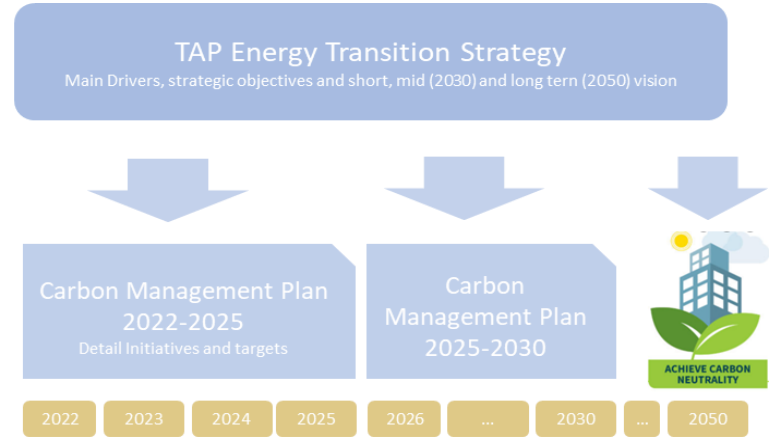 TAP Energy Transition Strategy
Main Drivers, strategic objectives and short, mid (2030) and long tern (2050) vision
Carbon Management Plan
2022-2025
Detail Initiatives and targets
Carbon
Management Plan
2025-2030
ACHIEVE CARBON
NEUTRALITY
2022 2023 2024 2025 2026 ... 2030 ... 2050